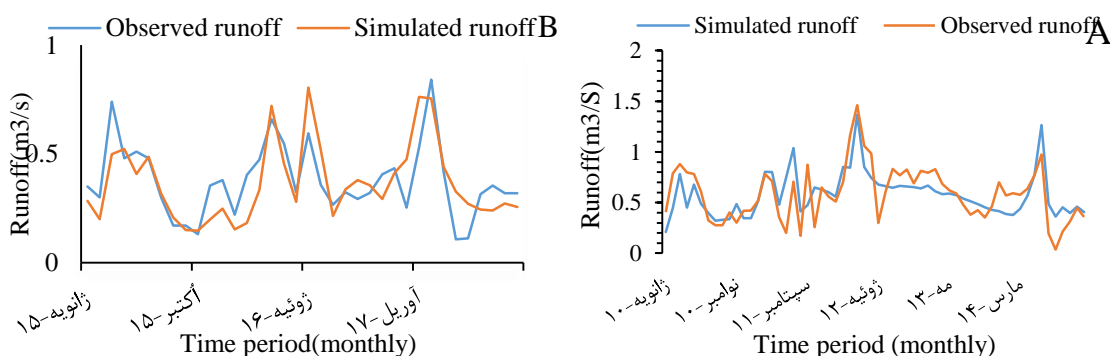 Observed runoff Simulated runoff B
1
0.5
0
Runoff(m3/s)
ژانویه-۱۵ اُکتبر-۱۵ ژوئیه-۱۶ آوریل-۱۷
Time period(monthly)
Simulated runoff Observed runoff A
2
1.5
1
0.5
0
Runoff(m3/S)
ژانویه-۱۰ نوامبر-۱۰ سپتامبر-۱۱ ژوئیه-۱۲ مه-۱۳ مارس-۱۴
Time period (monthly)